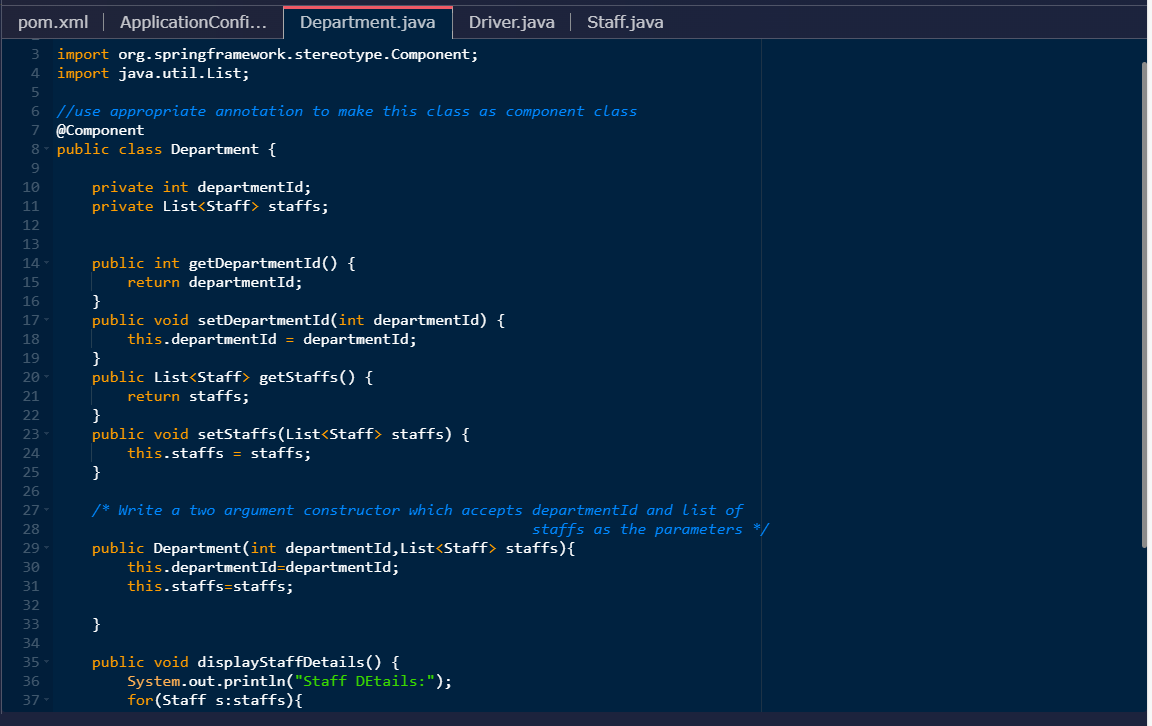 pom.xml ApplicationConfi... Department.java Driver.java Staff.java
3 import org.springframework.stereotype.Component;
4 import java.util.List;
5
6 //use appropriate annotation to make this class as component class
7 @Component
8 public class Department {
9
10     private int departmentId;
11     private List<Staff> staffs;
12
13
14     public int getDepartmentId() {
15         return departmentId;
16     }
17     public void setDepartmentId(int departmentId) {
18         this.departmentId = departmentId;
19     }
20     public List<Staff> getStaffs() {
21         return staffs;
22     }
23     public void setStaffs(List<Staff> staffs) {
24         this.staffs = staffs;
25     }
26
27     /* Write a two argument constructor which accepts departmentId and list of
28                                                       staffs as the parameters */
29     public Department(int departmentId,List<Staff> staffs){
30         this.departmentId=departmentId;
31         this.staffs=staffs;
32
33     }
34
35     public void displayStaffDetails() {
36         System.out.println("Staff DEtails:");
37         for(Staff s:staffs){